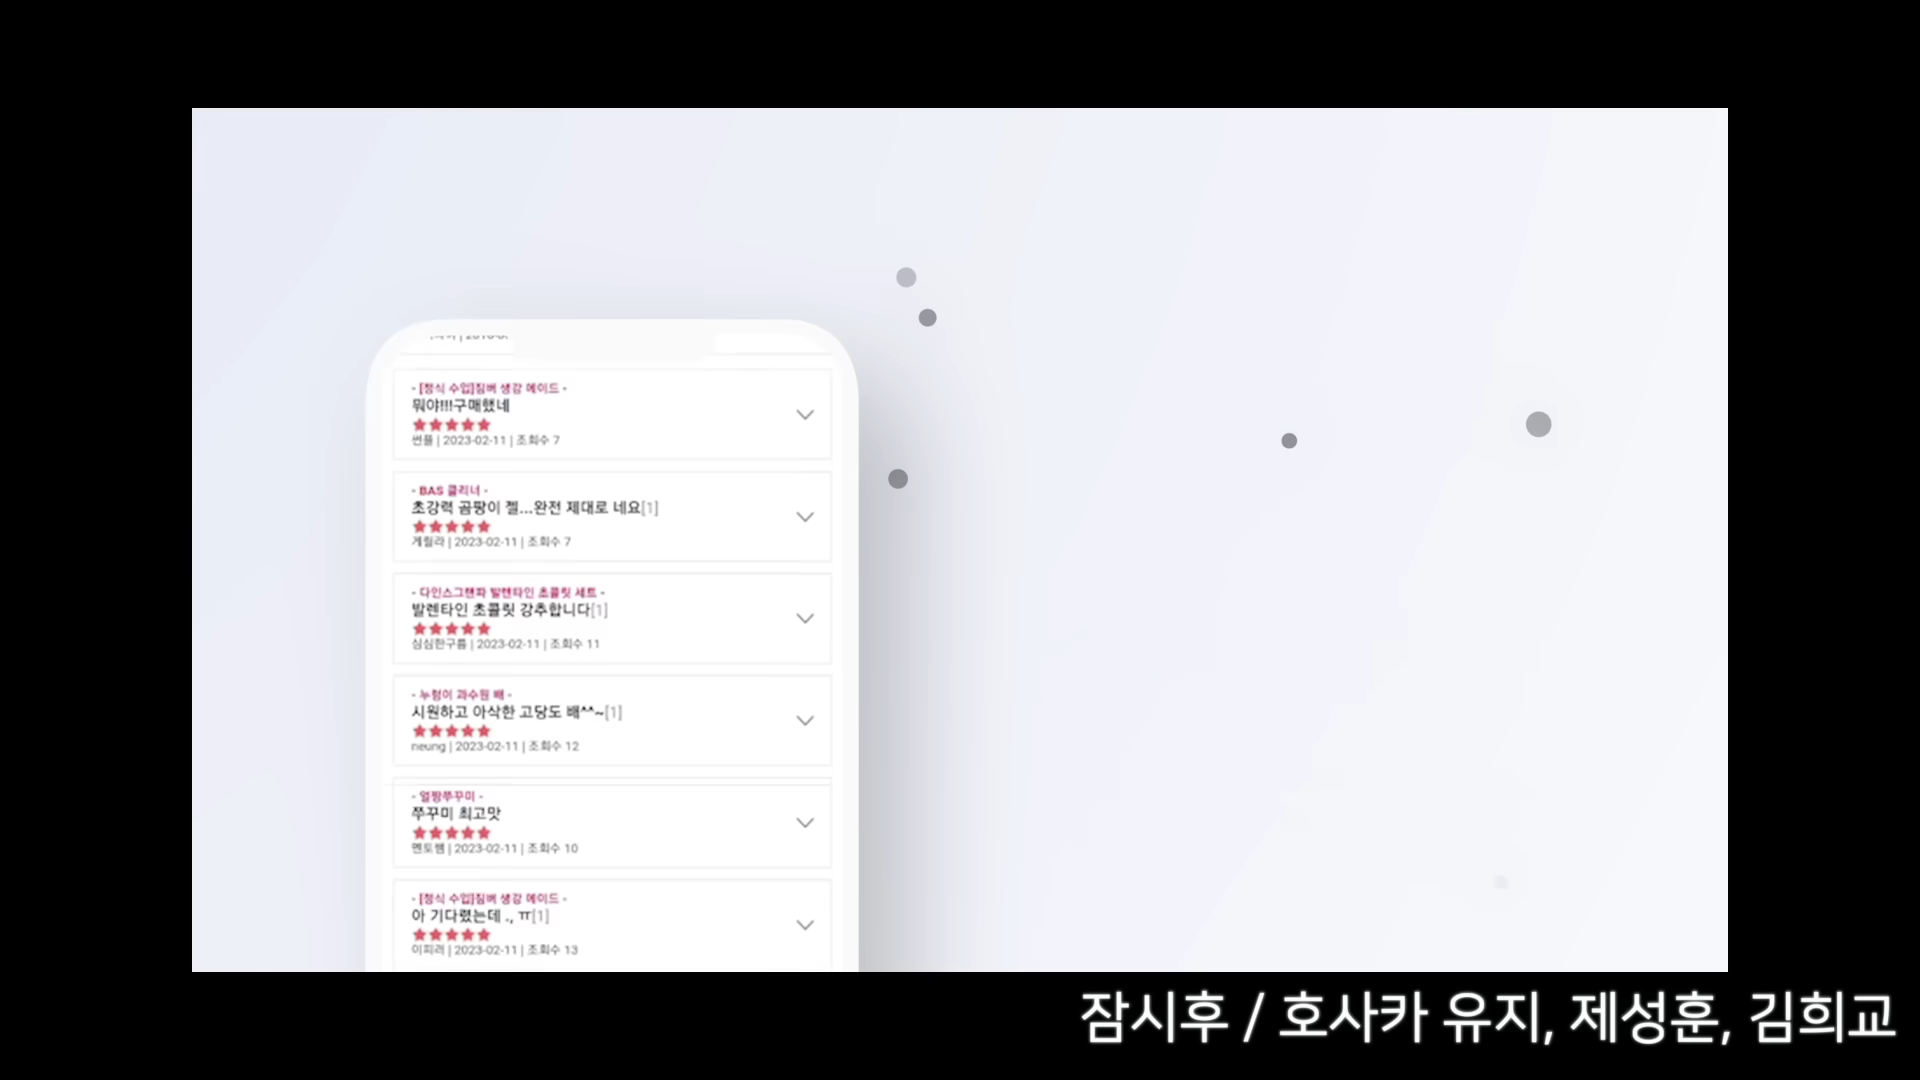 - [정식 수입]짐버 생강 에이드 -
뭐야!!!구매했네
★★★★★
썬플 | 2023-02-11 | 조회수 7
- BAS 클리너 -
초강력 곰팡이 젤...완전 제대로 네요[1]
★★★★★
게릴라 | 2023-02-11 | 조회수 7
- 다인스그랜파 발렌타인 초콜릿 세트 -
발렌타인 초콜릿 강추합니다[1]
★★★★★
심심한구름 | 2023-02-11 | 조회수 11
- 누렁이 과수원 배 -
시원하고 아삭한 고당도 배^^~[1]
★★★★★
neung | 2023-02-11 | 조회수 12
- 얼짱쭈꾸미 -
쭈꾸미 최고맛
★★★★★
멘토쌤 | 2023-02-11 | 조회수 10
- [정식 수입]짐버 생강 에이드 -
아 기다렸는데 ., ㅠ[1]
★★★★★
이피러 | 2023-02-11 | 조회수 13
잠시후 / 호사카 유지, 제성훈, 김희교